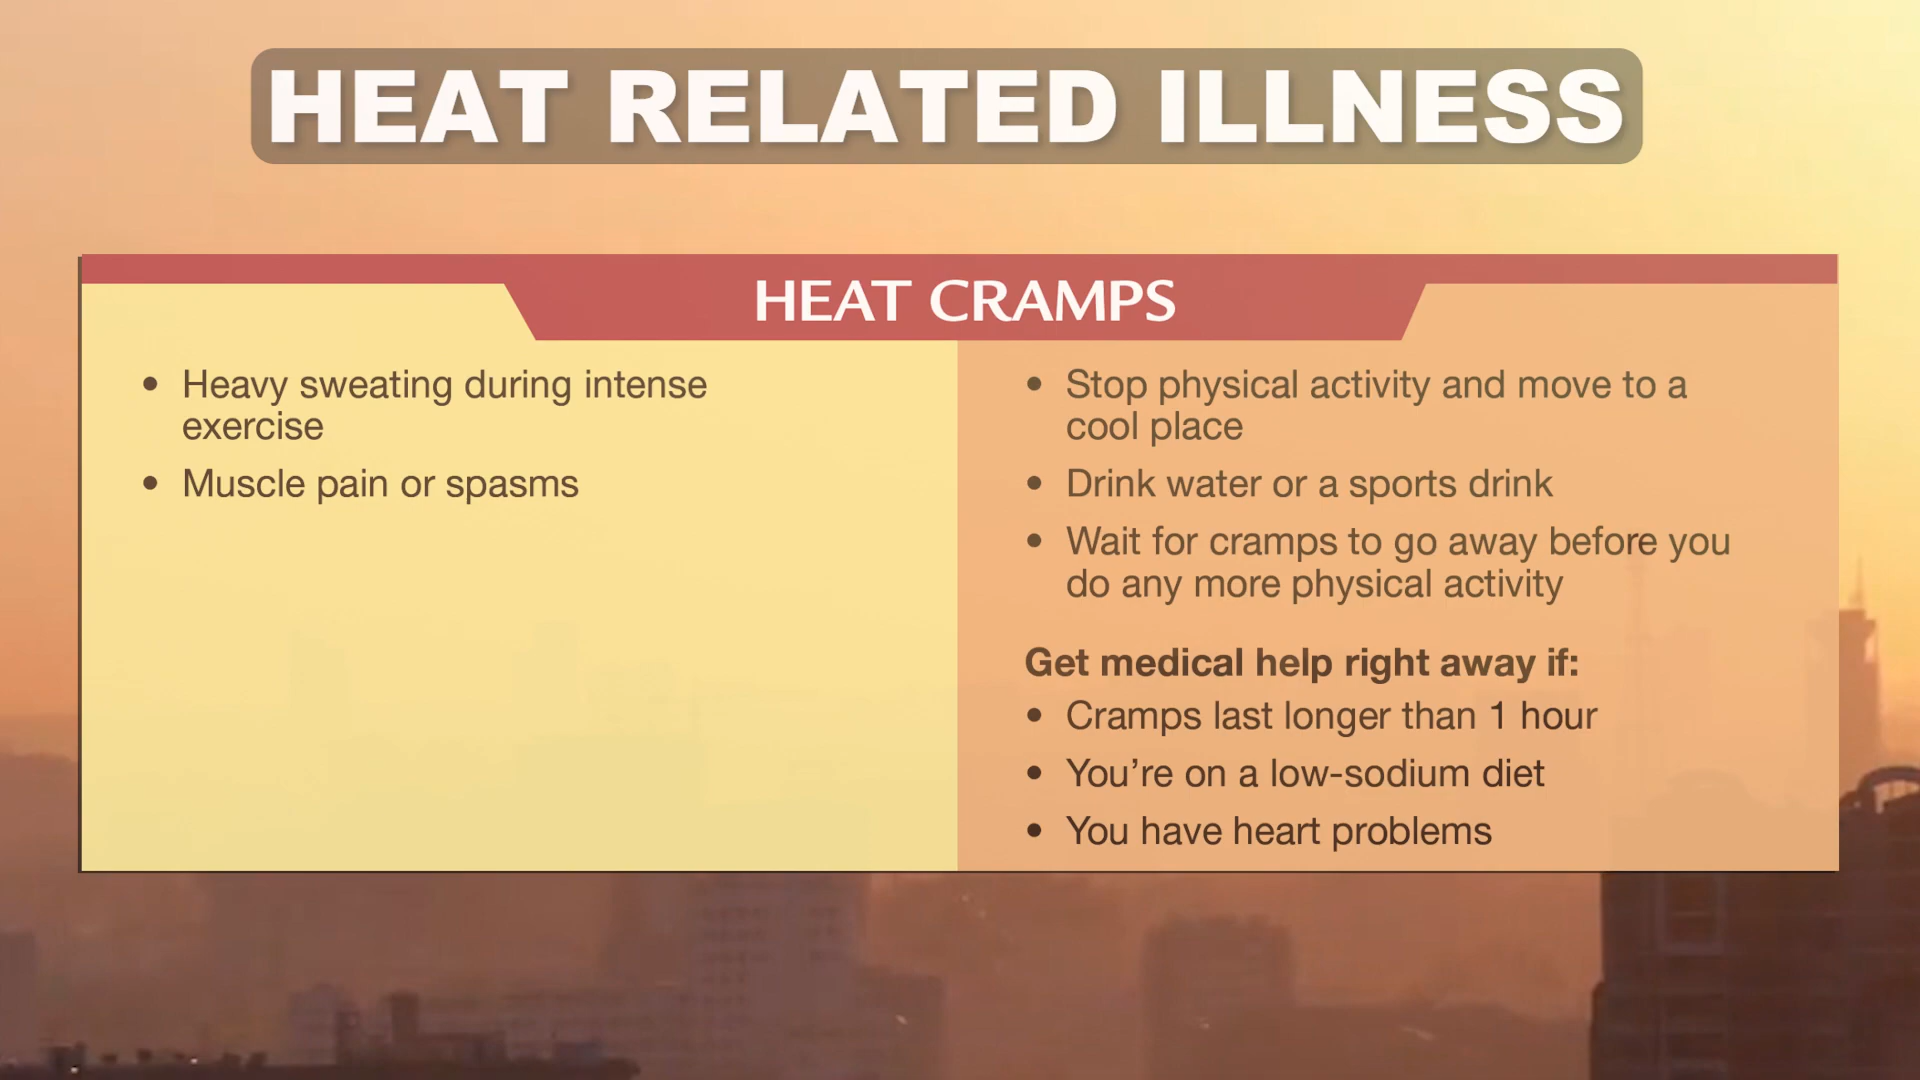 HEAT RELATED ILLNESS
HEAT CRAMPS
• Heavy sweating during intense
exercise
• Muscle pain or spasms
• Stop physical activity and move to a
cool place
• Drink water or a sports drink
• Wait for cramps to go away before you
do any more physical activity
Get medical help right away if:
• Cramps last longer than 1 hour
• You’re on a low-sodium diet
• You have heart problems